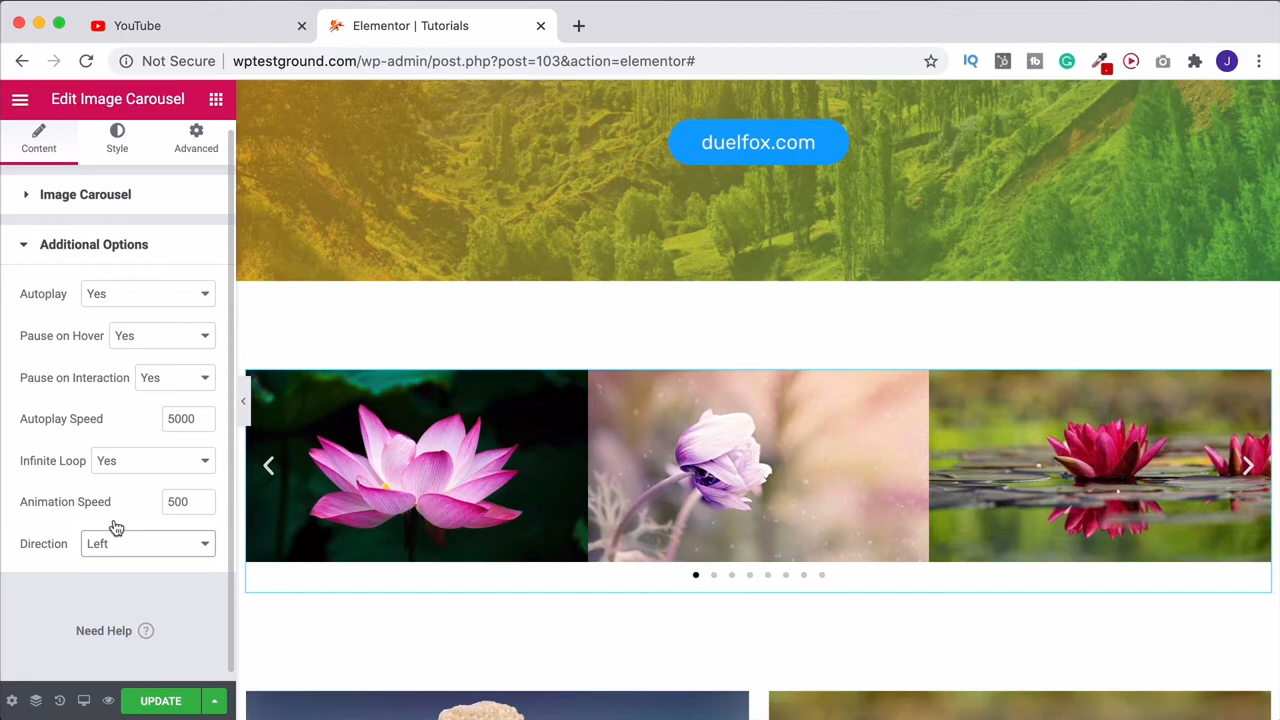 YouTube
Elementor | Tutorials
Not Secure
wptestground.com/wp-admin/post.php?post=103&action=elementor#
IQ
tb
J
Edit Image Carousel
Content
Style
Advanced
Image Carousel
Additional Options
Autoplay
Yes
Pause on Hover
Yes
Pause on Interaction
Yes
Autoplay Speed
5000
Infinite Loop
Yes
Animation Speed
500
Direction
Left
Need Help ?
UPDATE
duelfox.com